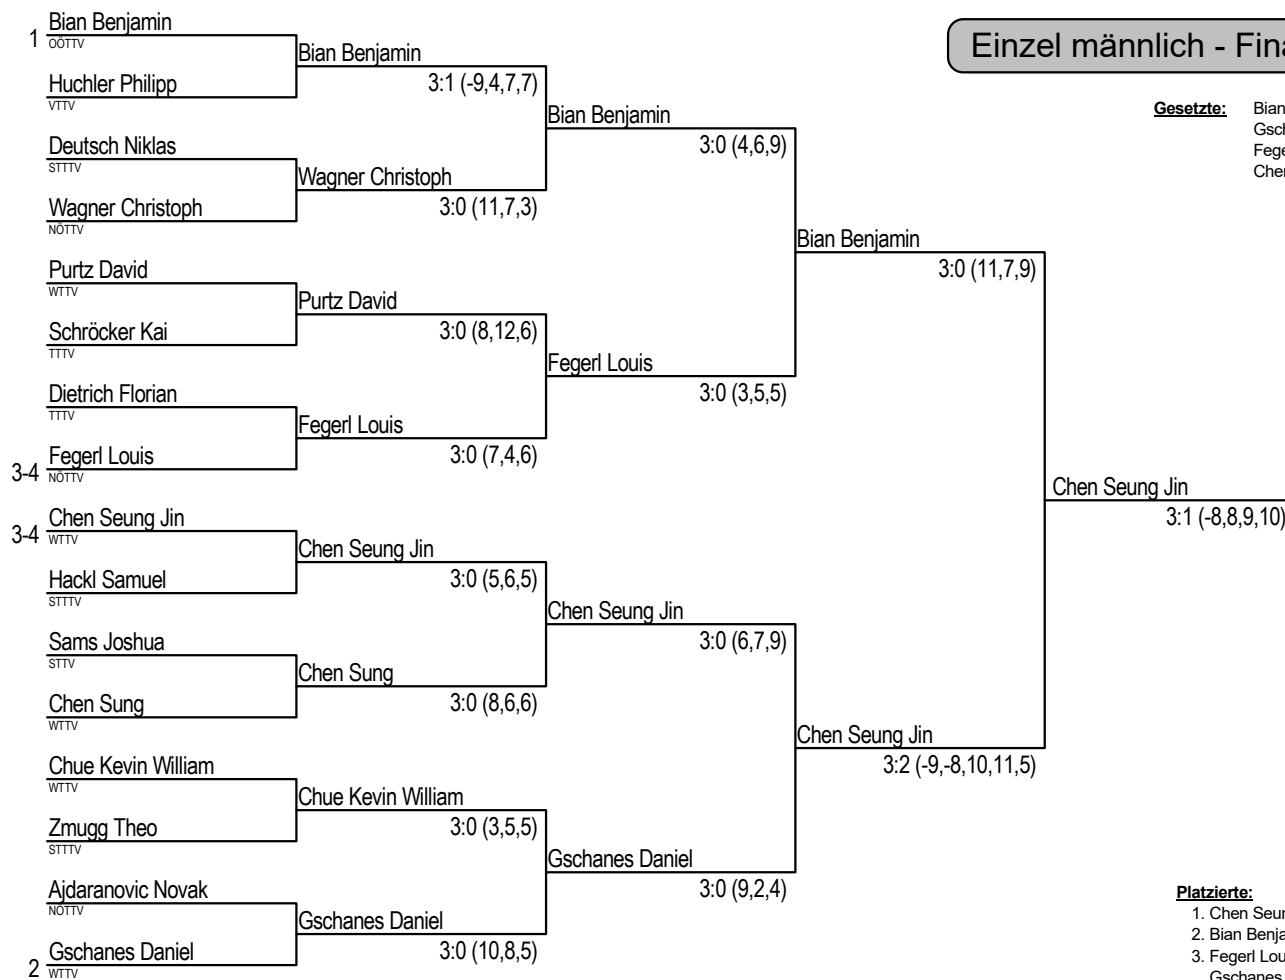 Einzel männlich - Fina
Gesetzte: Bian
Gsch
Fege
Cher
1 Bian Benjamin
OÖTTV
Huchler Philipp
VTTV
Deutsch Niklas
STTTV
Wagner Christoph
NÖTTV
Purtz David
WTTV
Schröcker Kai
TTTV
Dietrich Florian
TTTV
3-4 Fegerl Louis
NÖTTV
3-4 Chen Seung Jin
WTTV
Hackl Samuel
STTTV
Sams Joshua
STTV
Chen Sung
WTTV
Chue Kevin William
WTTV
Zmugg Theo
STTTV
Ajdaranovic Novak
NÖTTV
2 Gschanes Daniel
WTTV
Bian Benjamin
3:1 (-9,4,7,7)
Wagner Christoph
3:0 (11,7,3)
Purtz David
3:0 (8,12,6)
Fegerl Louis
3:0 (7,4,6)
Chen Seung Jin
3:0 (5,6,5)
Chen Sung
3:0 (8,6,6)
Chue Kevin William
3:0 (3,5,5)
Gschanes Daniel
3:0 (10,8,5)
Bian Benjamin
3:0 (4,6,9)
Fegerl Louis
3:0 (3,5,5)
Chen Seung Jin
3:0 (6,7,9)
Gschanes Daniel
3:0 (9,2,4)
Bian Benjamin
3:0 (11,7,9)
Chen Seung Jin
3:2 (-9,-8,10,11,5)
Chen Seung Jin
3:1 (-8,8,9,10)
Platzierte:
1. Chen Seun
2. Bian Benja
3. Fegerl Lou
Gschanes